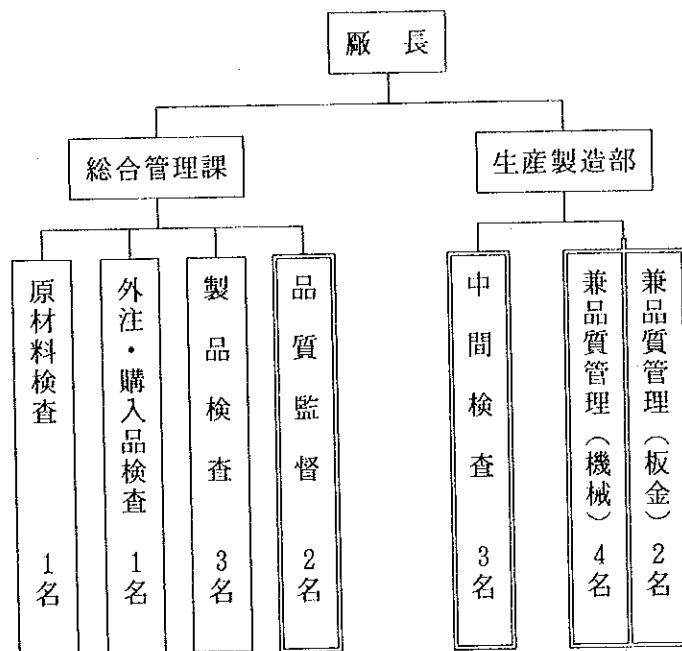 廠長
総合管理課
生産製造部
原材料検査 1名
外注・購入品検査 1名
製品検査 3名
品質監督 2名
中間検査 3名
兼品質管理(機械) 4名
兼品質管理(板金) 2名